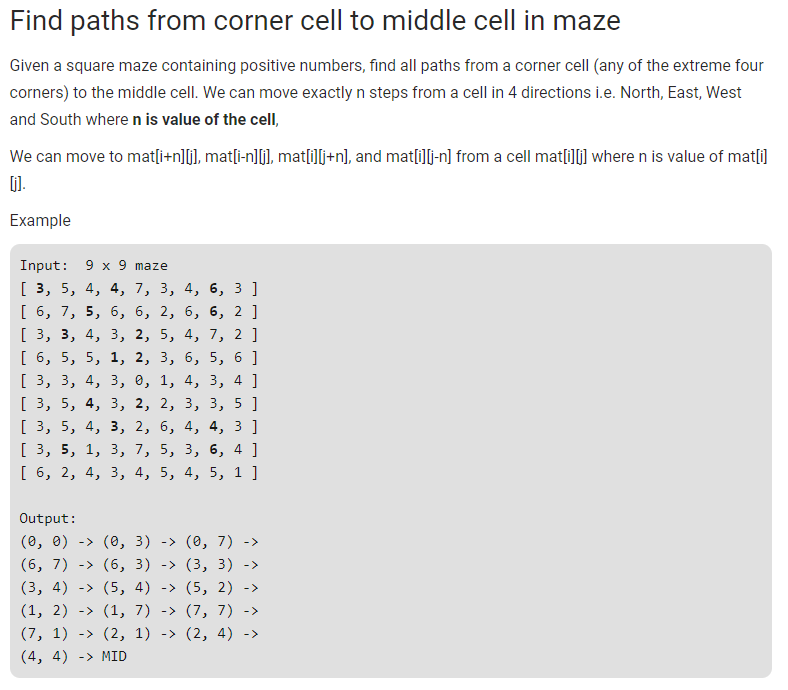 Find paths from corner cell to middle cell in maze
Given a square maze containing positive numbers, find all paths from a corner cell (any of the extreme four
corners) to the middle cell. We can move exactly n steps from a cell in 4 directions i.e. North, East, West
and South where n is value of the cell,
We can move to mat[i+n][j], mat[i-n][j], mat[i][j+n], and mat[i][j-n] from a cell mat[i][j] where n is value of mat[i]
[j].
Example
Input:  9 x 9 maze
[ 3, 5, 4, 4, 7, 3, 4, 6, 3 ]
[ 6, 7, 5, 6, 6, 2, 6, 6, 2 ]
[ 3, 3, 4, 3, 2, 5, 4, 7, 2 ]
[ 6, 5, 5, 1, 2, 3, 6, 5, 6 ]
[ 3, 3, 4, 3, 0, 1, 4, 3, 4 ]
[ 3, 5, 4, 3, 2, 2, 3, 3, 5 ]
[ 3, 5, 4, 3, 2, 6, 4, 4, 3 ]
[ 3, 5, 1, 3, 7, 5, 3, 6, 4 ]
[ 6, 2, 4, 3, 4, 5, 4, 5, 1 ]
Output:
(0, 0) -> (0, 3) -> (0, 7) ->
(6, 7) -> (6, 3) -> (3, 3) ->
(3, 4) -> (5, 4) -> (5, 2) ->
(1, 2) -> (1, 7) -> (7, 7) ->
(7, 1) -> (2, 1) -> (2, 4) ->
(4, 4) -> MID